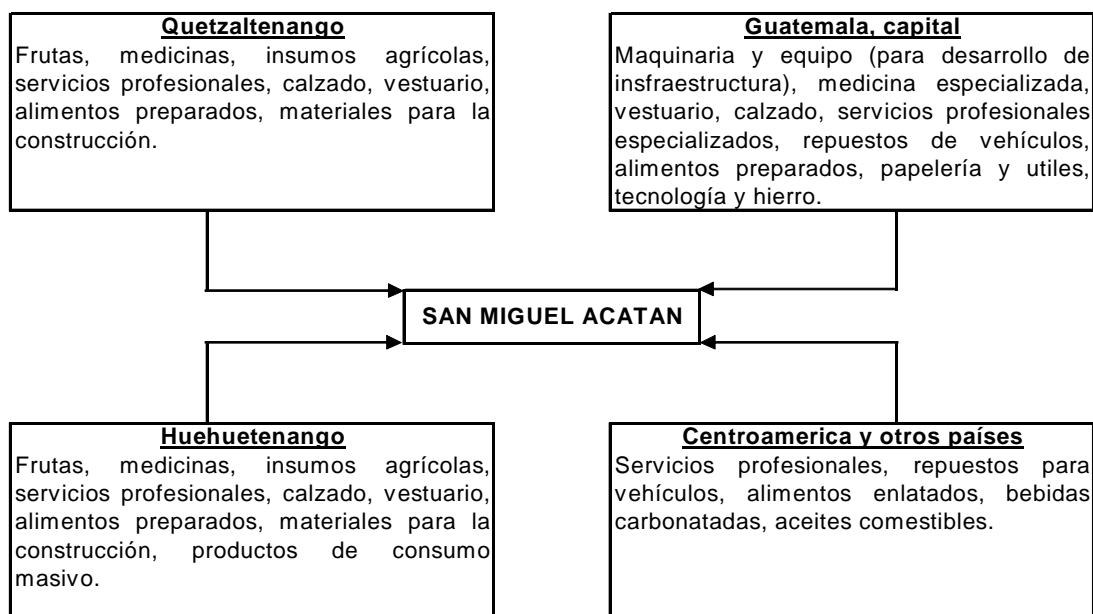 Quetzaltenango
Frutas, medicinas, insumos agrícolas,
servicios profesionales, calzado, vestuario,
alimentos preparados, materiales para la
construcción.
Guatemala, capital
Maquinaria y equipo (para desarrollo de
insfraestructura), medicina especializada,
vestuario, calzado, servicios profesionales
especializados, repuestos de vehículos,
alimentos preparados, papelería y utiles,
tecnología y hierro.
SAN MIGUEL ACATAN
Huehuetenango
Frutas, medicinas, insumos agrícolas,
servicios profesionales, calzado, vestuario,
alimentos preparados, materiales para la
construcción, productos de consumo
masivo.
Centroamerica y otros países
Servicios profesionales, repuestos para
vehículos, alimentos enlatados, bebidas
carbonatadas, aceites comestibles.